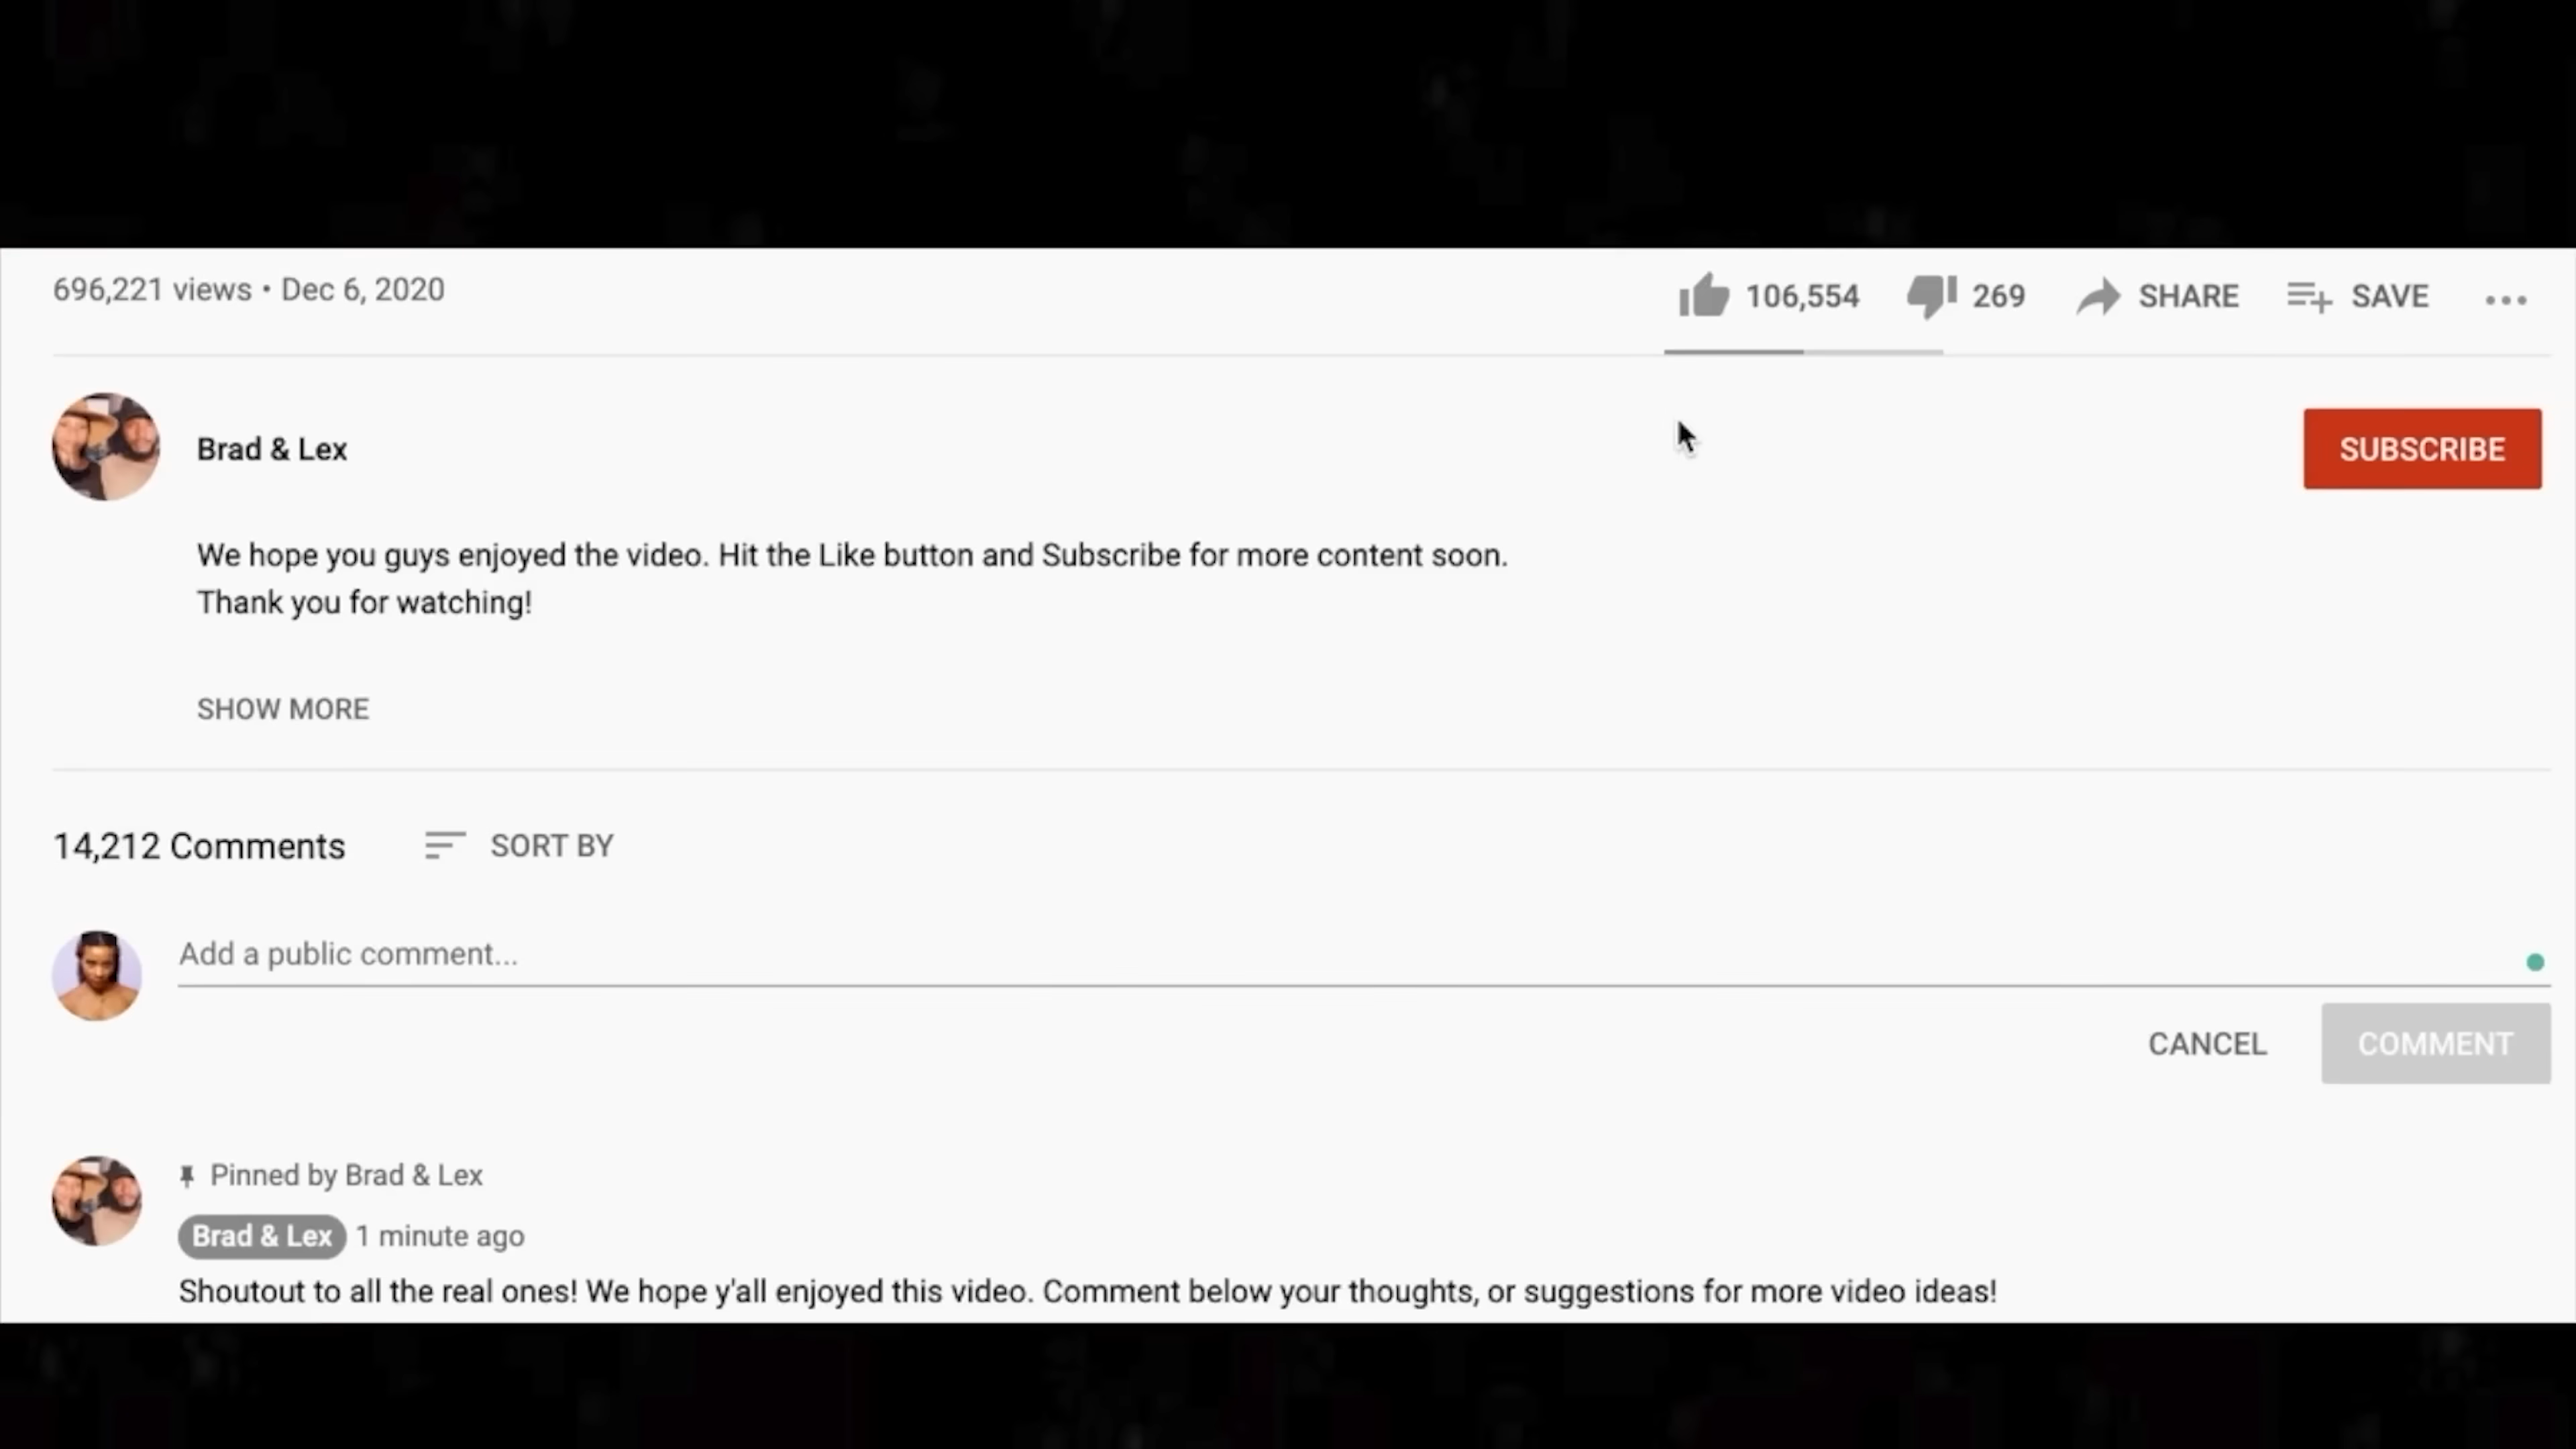 696,221 views • Dec 6, 2020
106,554
269
SHARE
SAVE
Brad & Lex
SUBSCRIBE
We hope you guys enjoyed the video. Hit the Like button and Subscribe for more content soon.
Thank you for watching!
SHOW MORE
14,212 Comments
SORT BY
Add a public comment...
CANCEL
COMMENT
Pinned by Brad & Lex
Brad & Lex 1 minute ago
Shoutout to all the real ones! We hope y'all enjoyed this video. Comment below your thoughts, or suggestions for more video ideas!